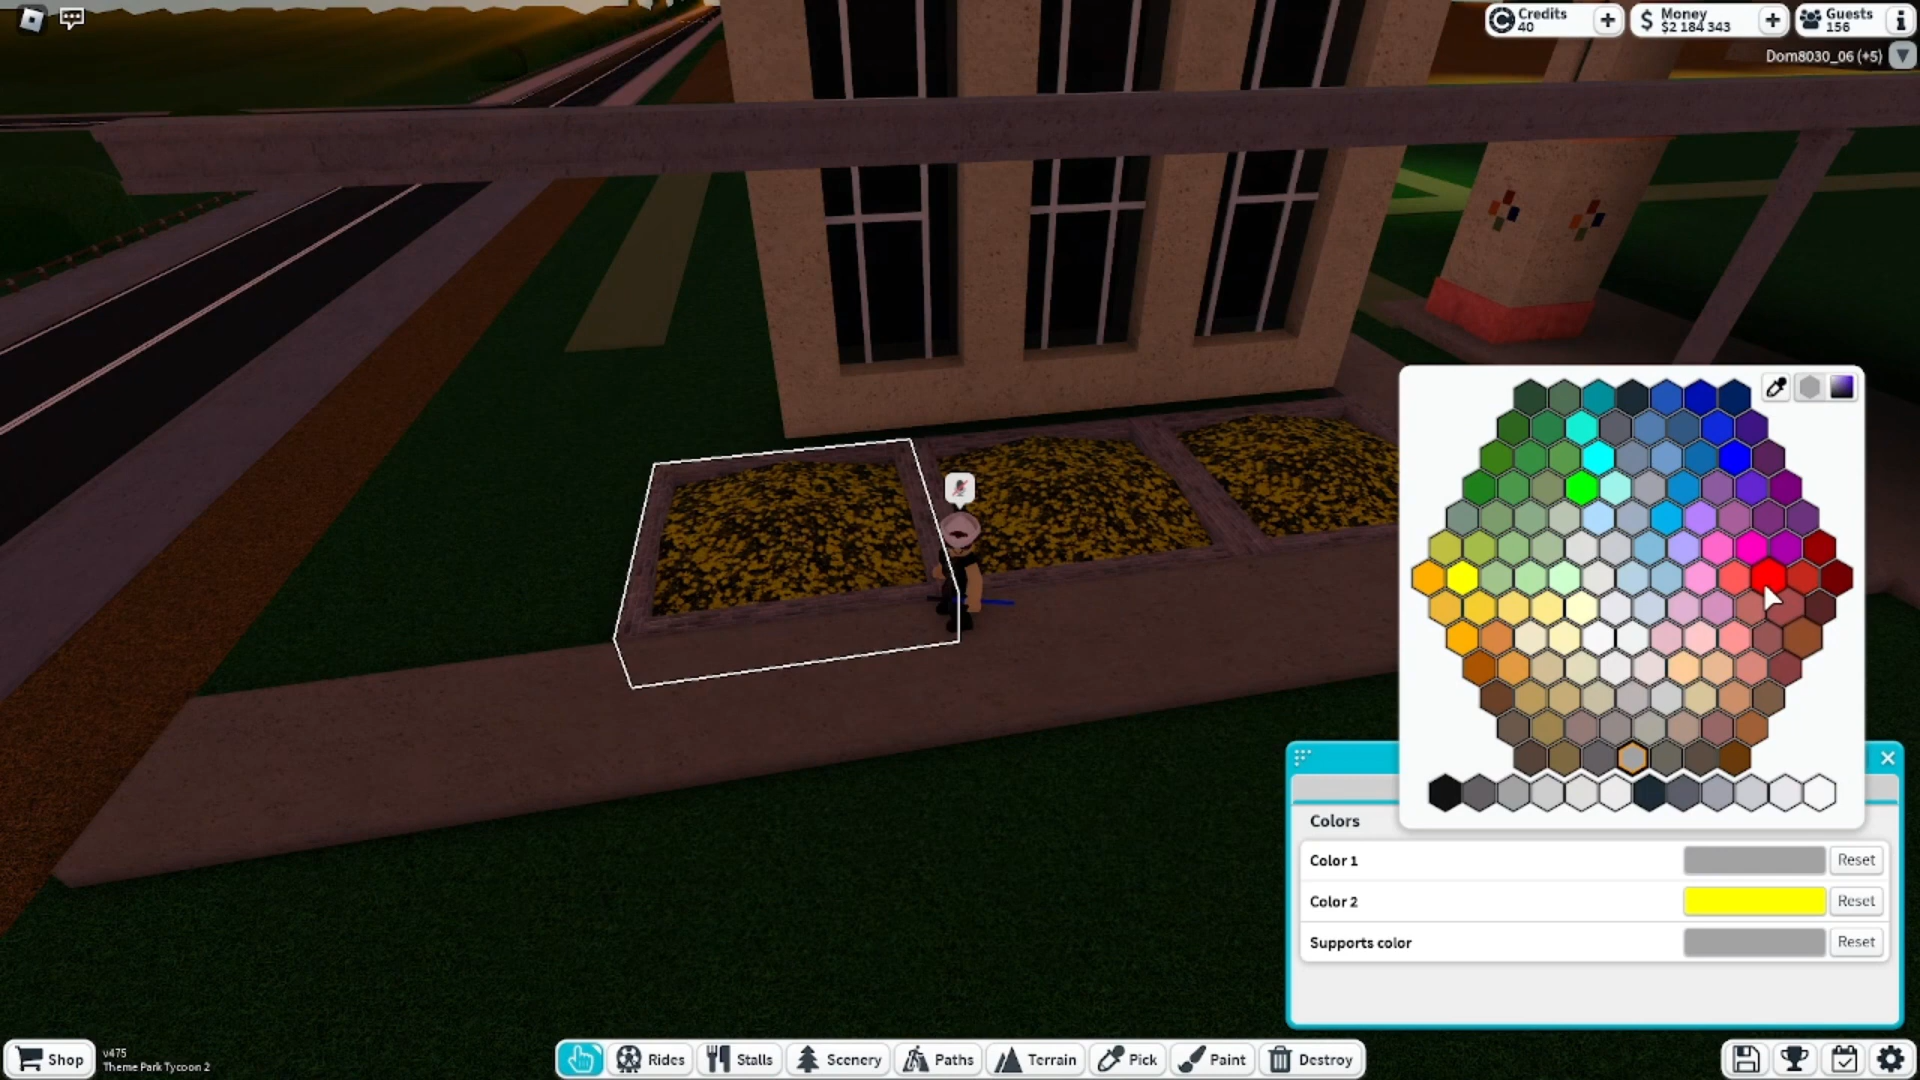 Credits
40
Money
$2 184 343
Guests
156
Dom8030_06 (+5)
Colors
Color 1
Reset
Color 2
Reset
Supports color
Reset
Shop
v475
Theme Park Tycoon 2
Rides
Stalls
Scenery
Paths
Terrain
Pick
Paint
Destroy